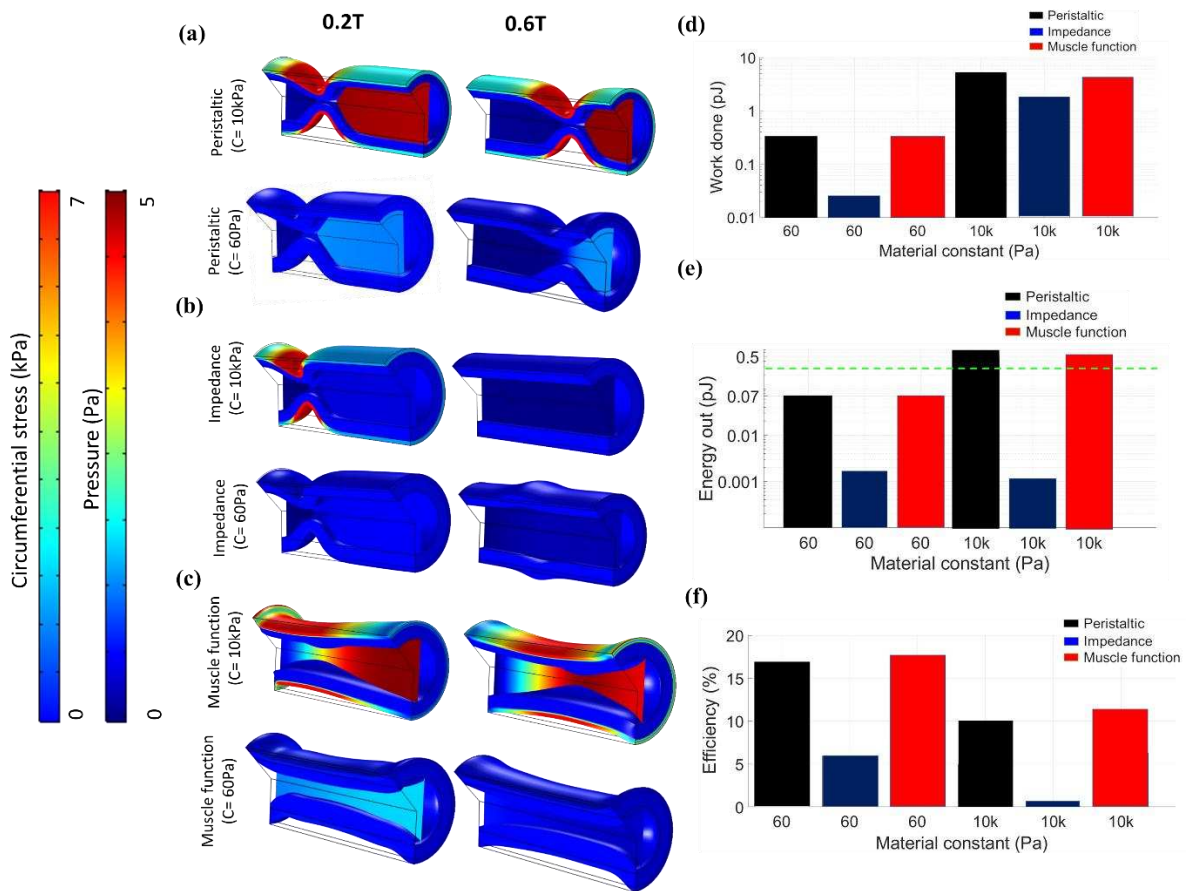 0.2T
0.6T
(a)
Peristaltic
(C= 10kPa)
Peristaltic
(C= 60Pa)
(b)
Impedance
(C= 10kPa)
Impedance
(C= 60Pa)
(c)
Muscle function
(C= 10kPa)
Muscle function
(C= 60Pa)
Circumferential stress (kPa)
7
0
Pressure (Pa)
5
0
(d)
Peristaltic
Impedance
Muscle function
Work done (pJ)
10
1
0.1
0.01
60
60
60
10k
10k
10k
Material constant (Pa)
(e)
Peristaltic
Impedance
Muscle function
Energy out (pJ)
0.5
0.07
0.01
0.001
60
60
60
10k
10k
10k
Material constant (Pa)
(f)
Peristaltic
Impedance
Muscle function
Efficiency (%)
20
15
10
5
0
60
60
60
10k
10k
10k
Material constant (Pa)